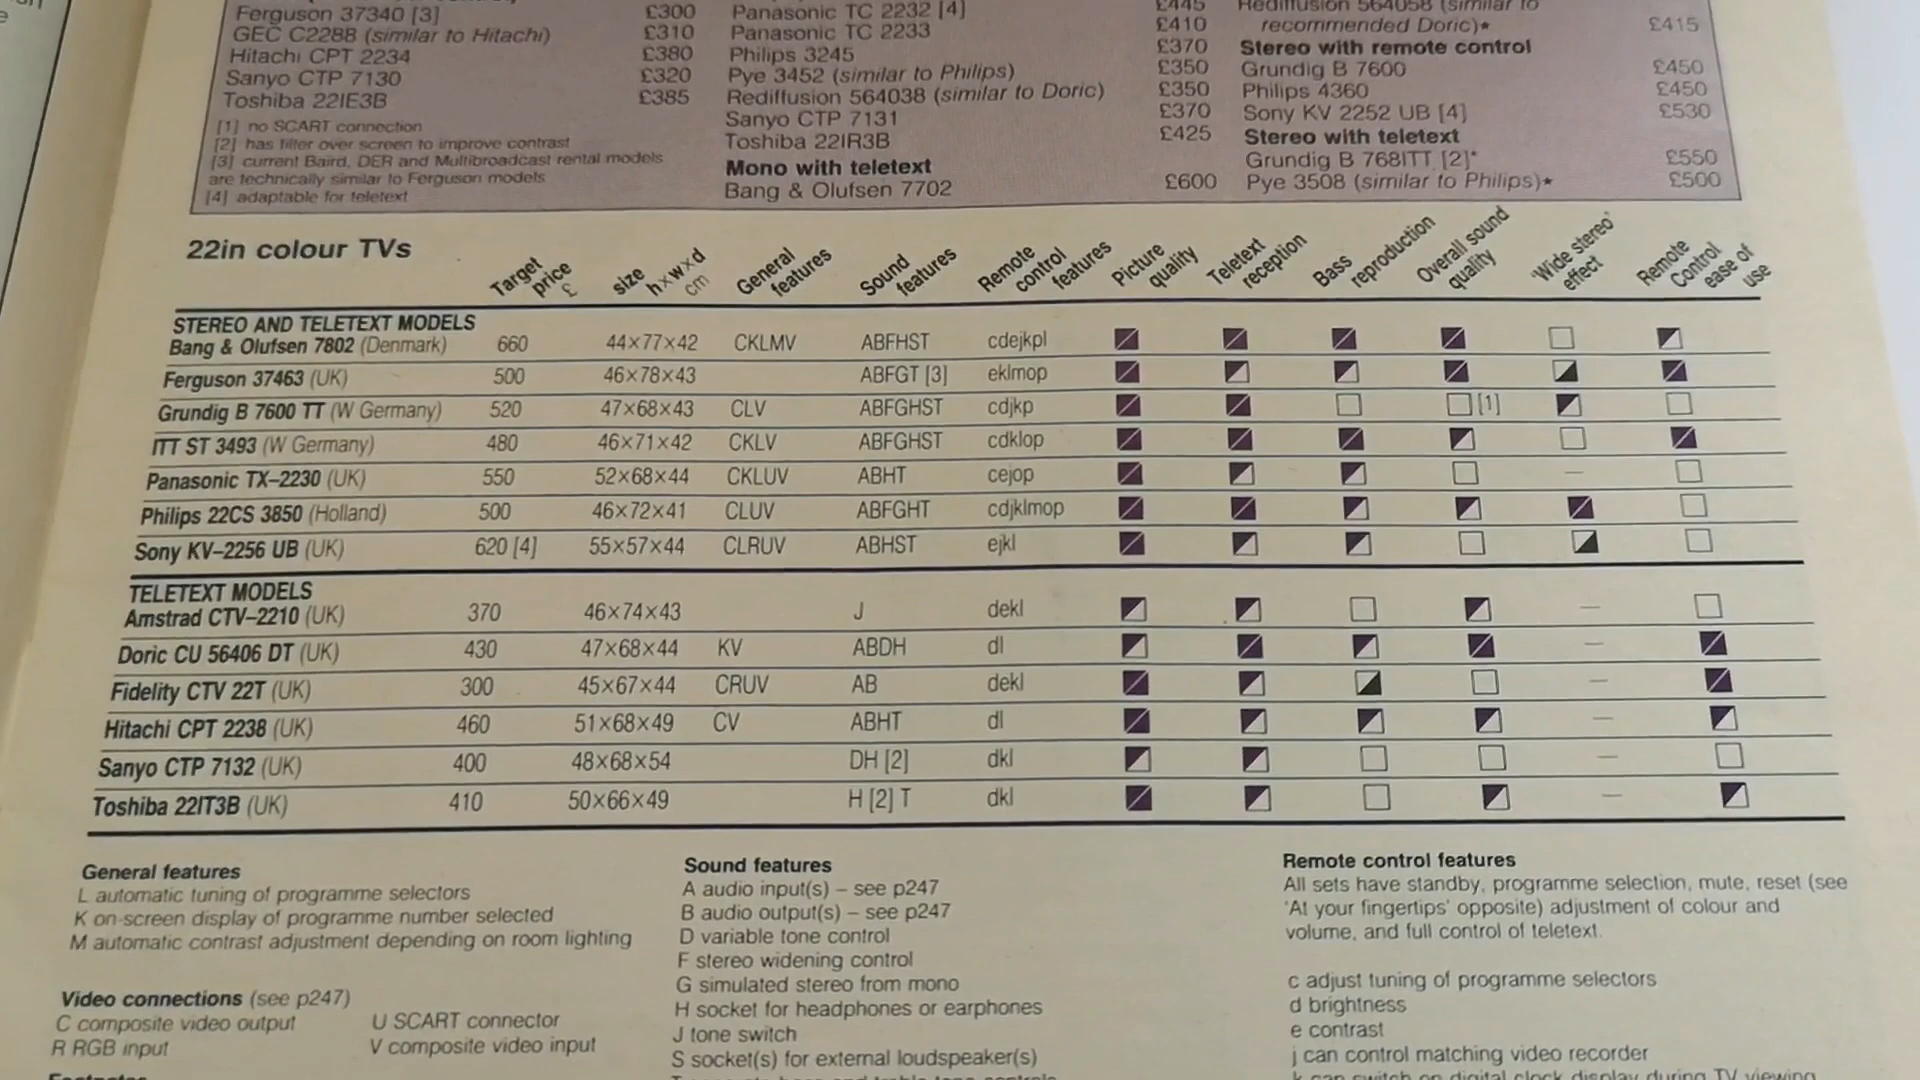 Ferguson 37340 [3] £300
GEC C2288 (similar to Hitachi) £310
Hitachi CPT 2234 £380
Sanyo CTP 7130 £320
Toshiba 22IE3B £385
[1] no SCART connection
[2] has filter over screen to improve contrast
[3] current Baird, DER and Multibroadcast rental models
are technically similar to Ferguson models
[4] adaptable for teletext
Panasonic TC 2232 [4] £445
Panasonic TC 2233 £410
Philips 3245 £370
Pye 3452 (similar to Philips) £350
Rediffusion 564038 (similar to Doric) £350
Sanyo CTP 7131 £370
Toshiba 22IR3B £425
Mono with teletext
Bang & Olufsen 7702 £600
Rediffusion 564058 (similar to
recommended Doric)★ £415
Stereo with remote control
Grundig B 7600 £450
Philips 4360 £450
Sony KV 2252 UB [4] £530
Stereo with teletext
Grundig B 768ITT [2]* £550
Pye 3508 (similar to Philips)★ £500
22in colour TVs
Target price £
size h×w×d cm
General features
Sound features
Remote control features
Picture quality
Teletext reception
Bass reproduction
Overall sound quality
'Wide stereo' effect
Remote Control ease of use
STEREO AND TELETEXT MODELS
Bang & Olufsen 7802 (Denmark) 660 44×77×42 CKLMV ABFHST cdejkpl
Ferguson 37463 (UK) 500 46×78×43 ABFGT [3] eklmop
Grundig B 7600 TT (W Germany) 520 47×68×43 CLV ABFGHST cdjkp [1]
ITT ST 3493 (W Germany) 480 46×71×42 CKLV ABFGHST cdklop
Panasonic TX–2230 (UK) 550 52×68×44 CKLUV ABHT cejop –
Philips 22CS 3850 (Holland) 500 46×72×41 CLUV ABFGHT cdjklmop
Sony KV–2256 UB (UK) 620 [4] 55×57×44 CLRUV ABHST ejkl
TELETEXT MODELS
Amstrad CTV–2210 (UK) 370 46×74×43 J dekl –
Doric CU 56406 DT (UK) 430 47×68×44 KV ABDH dl –
Fidelity CTV 22T (UK) 300 45×67×44 CRUV AB dekl –
Hitachi CPT 2238 (UK) 460 51×68×49 CV ABHT dl –
Sanyo CTP 7132 (UK) 400 48×68×54 DH [2] dkl –
Toshiba 22IT3B (UK) 410 50×66×49 H [2] T dkl –
General features
L automatic tuning of programme selectors
K on-screen display of programme number selected
M automatic contrast adjustment depending on room lighting
Video connections (see p247)
C composite video output
R RGB input
U SCART connector
V composite video input
Sound features
A audio input(s) – see p247
B audio output(s) – see p247
D variable tone control
F stereo widening control
G simulated stereo from mono
H socket for headphones or earphones
J tone switch
S socket(s) for external loudspeaker(s)
Remote control features
All sets have standby, programme selection, mute, reset (see
'At your fingertips' opposite) adjustment of colour and
volume, and full control of teletext.
c adjust tuning of programme selectors
d brightness
e contrast
j can control matching video recorder
k can switch on digital clock display during TV viewing